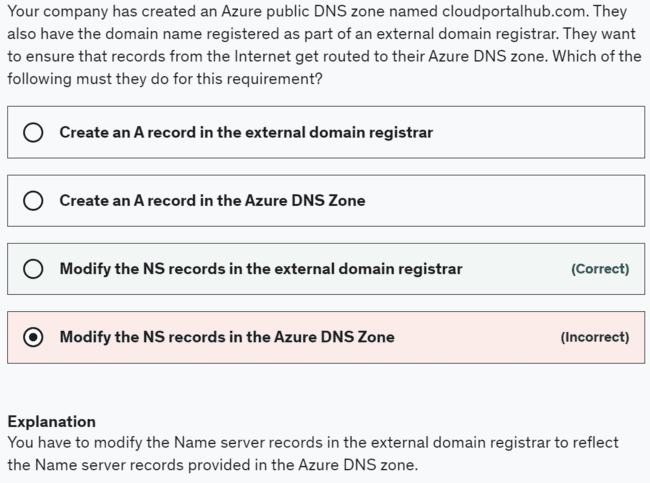 Your company has created an Azure public DNS zone named cloudportalhub.com. They
also have the domain name registered as part of an external domain registrar. They want
to ensure that records from the Internet get routed to their Azure DNS zone. Which of the
following must they do for this requirement?
Create an A record in the external domain registrar
Create an A record in the Azure DNS Zone
Modify the NS records in the external domain registrar (Correct)
Modify the NS records in the Azure DNS Zone (Incorrect)
Explanation
You have to modify the Name server records in the external domain registrar to reflect
the Name server records provided in the Azure DNS zone.